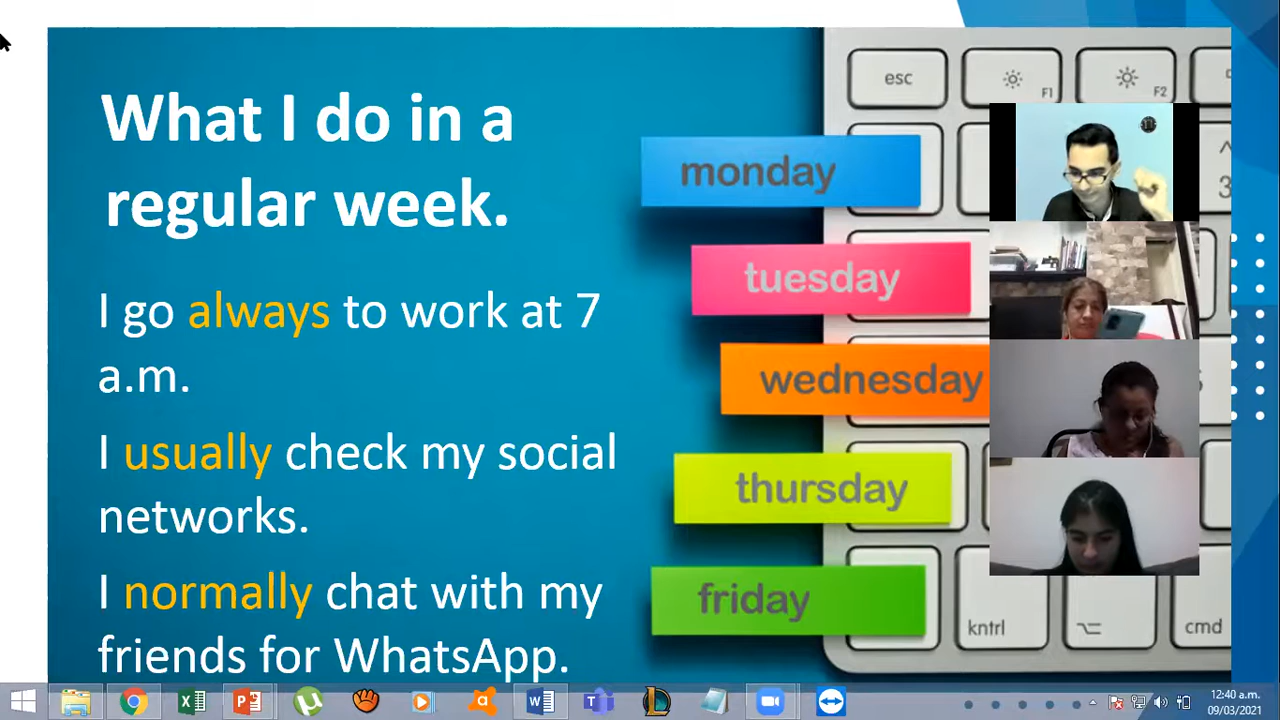 What I do in a
regular week.
I go always to work at 7
a.m.
I usually check my social
networks.
I normally chat with my
friends for WhatsApp.
monday
tuesday
wednesday
thursday
friday
esc
F1
F2
3
kntrl
cmd
12:40 a.m.
09/03/2021